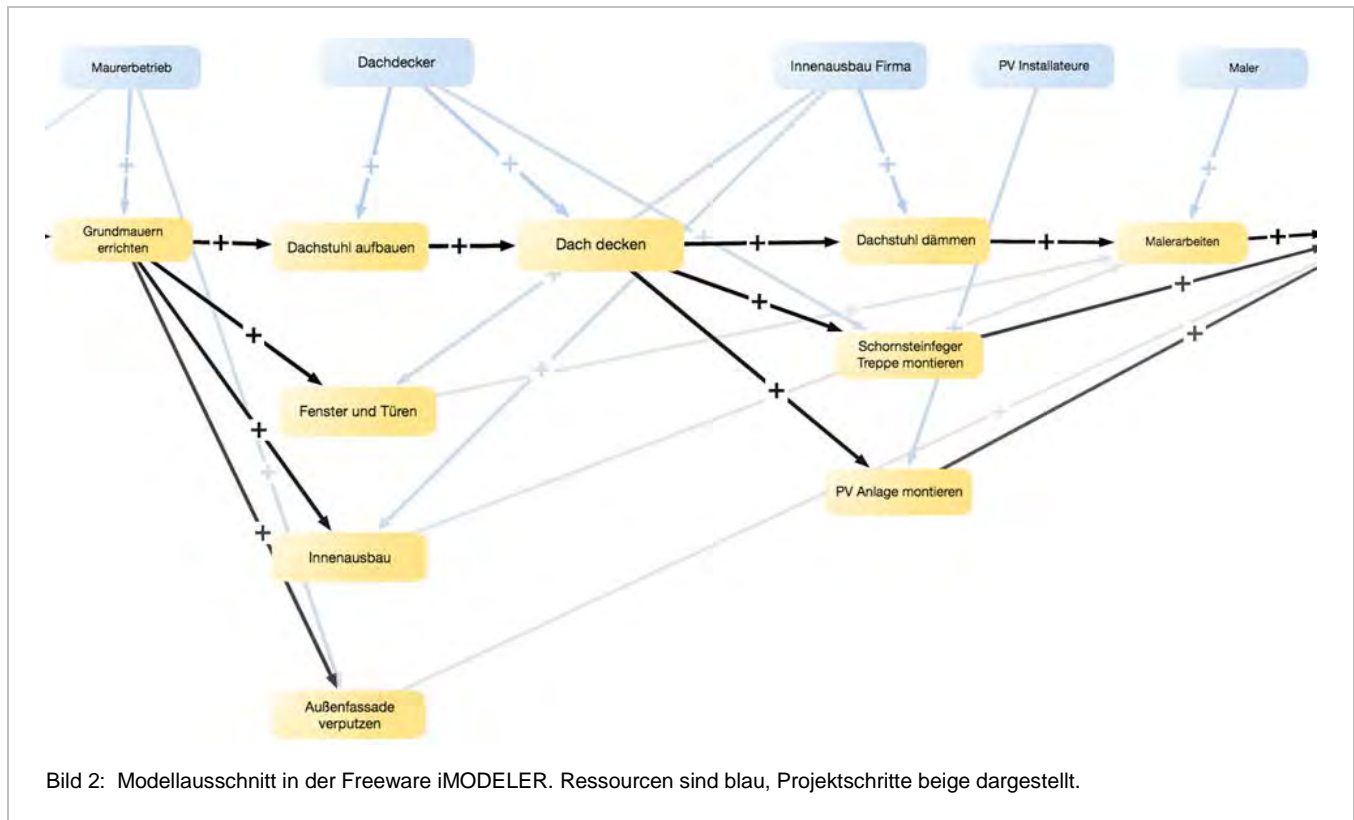 Maurerbetrieb
Dachdecker
Innenausbau Firma
PV Installateure
Maler
Grundmauern
errichten
Dachstuhl aufbauen
Dach decken
Dachstuhl dämmen
Malerarbeiten
Schornsteinfeger
Treppe montieren
Fenster und Türen
PV Anlage montieren
Innenausbau
Außenfassade
verputzen
Bild 2: Modellausschnitt in der Freeware iMODELER. Ressourcen sind blau, Projektschritte beige dargestellt.